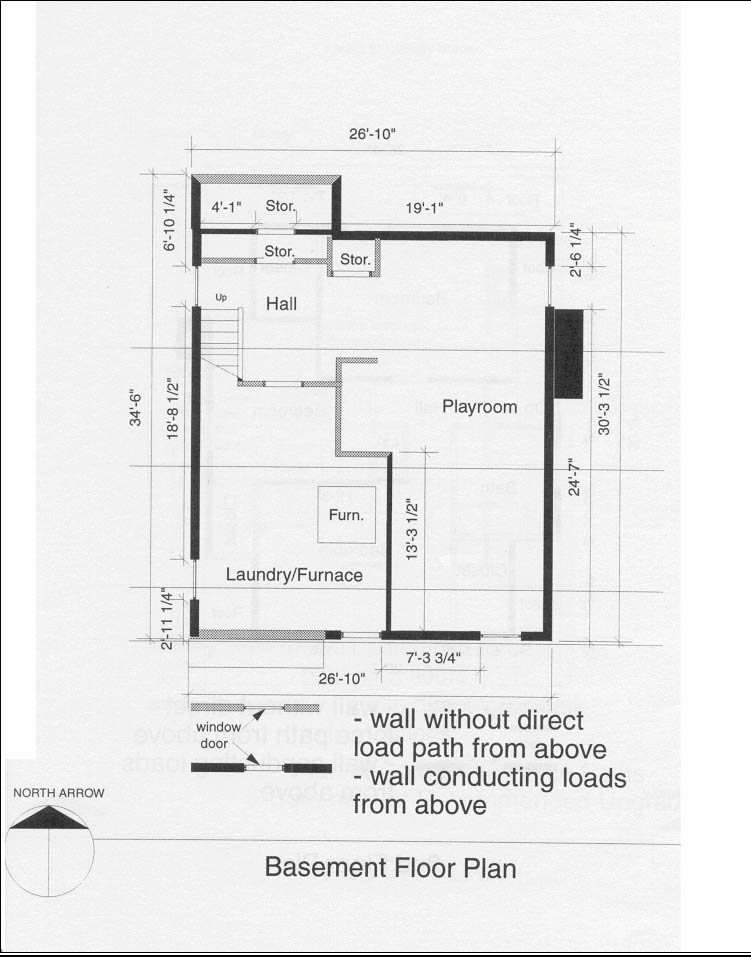 26'-10"
4'-1"
Stor.
19'-1"
6'-10 1/4"
2'-6 1/4"
Stor.
Stor.
Up
Hall
34'-6"
18'-8 1/2"
Playroom
30'-3 1/2"
24'-7"
13'-3 1/2"
Furn.
Laundry/Furnace
2'-11 1/4"
7'-3 3/4"
26'-10"
window
door
- wall without direct
load path from above
- wall conducting loads
from above
NORTH ARROW
Basement Floor Plan